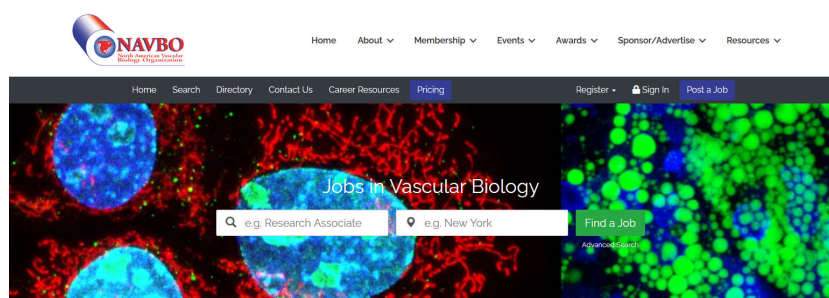 NAVBO
North American Vascular
Biology Organization
Home About Membership Events Awards Sponsor/Advertise Resources
Home Search Directory Contact Us Career Resources Pricing Register Sign In Post a Job
Jobs in Vascular Biology
e.g. Research Associate e.g. New York Find a Job
Advanced Search